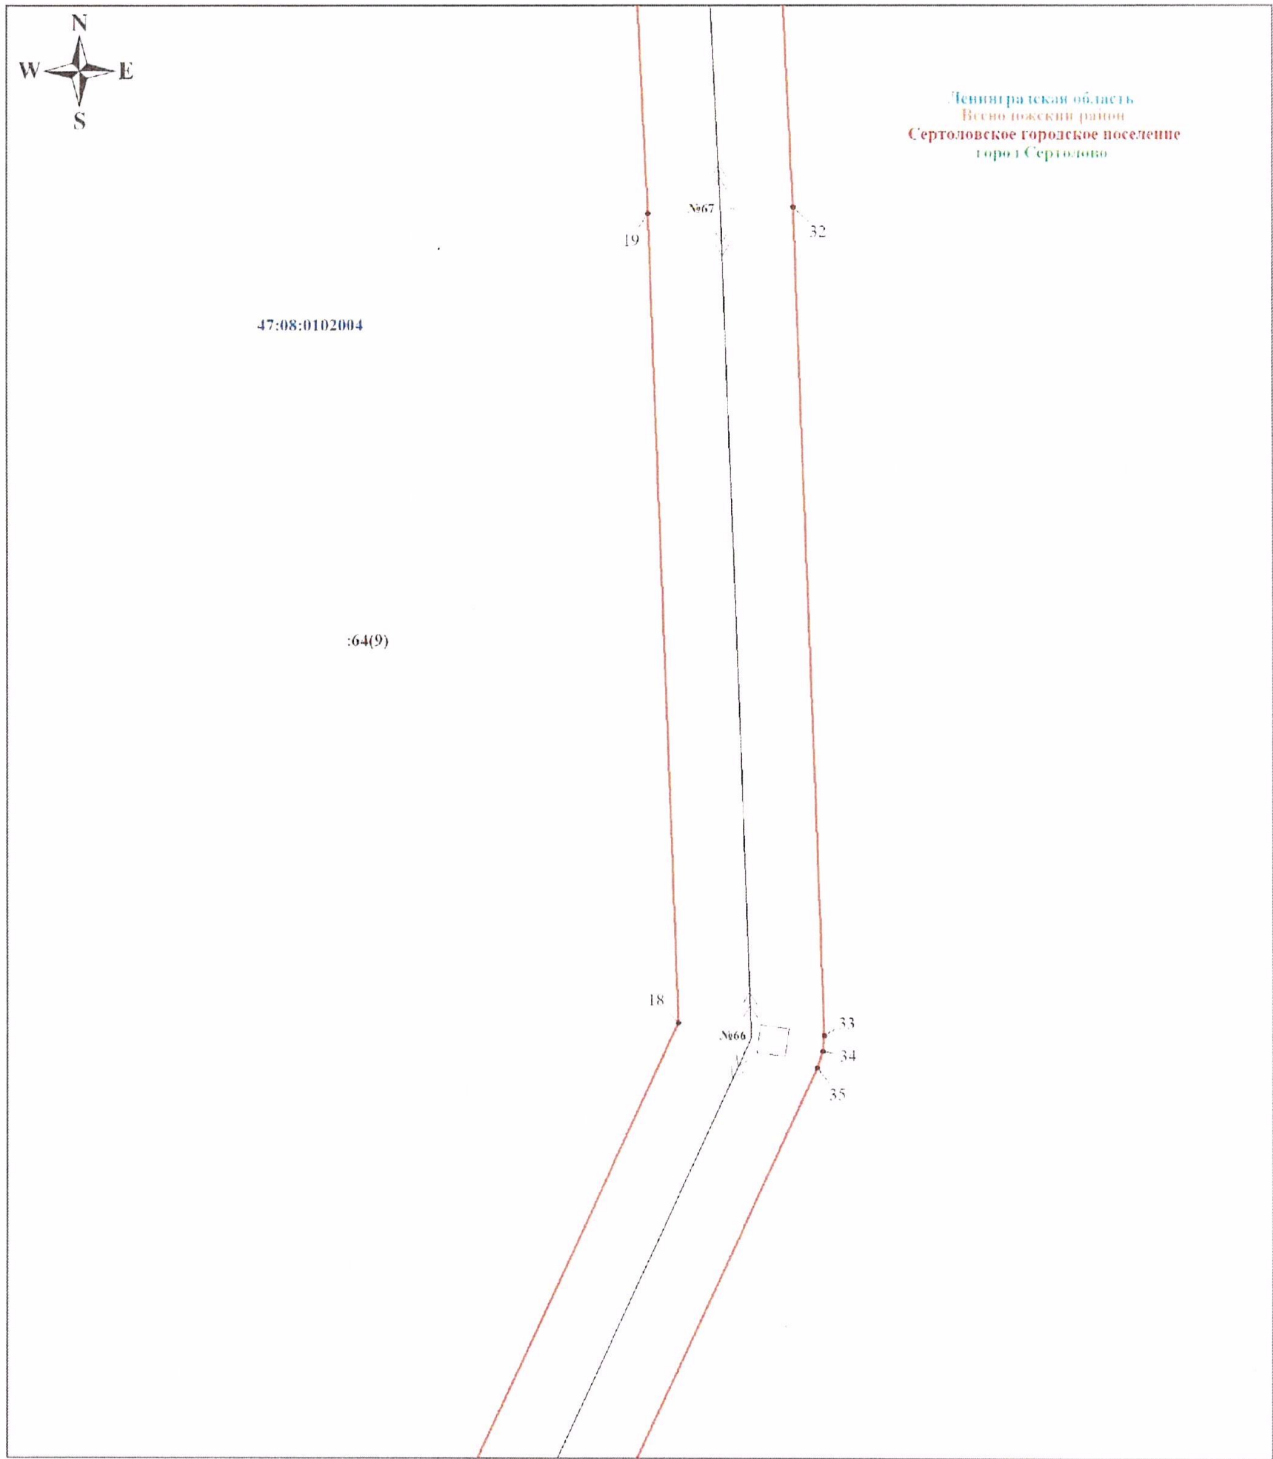 N
W E
S
Ленинградская область
Всеволожский район
Сертоловское городское поселение
город Сертолово
№67
32
19
47:08:0102004
:64(9)
18
№66
33
34
35